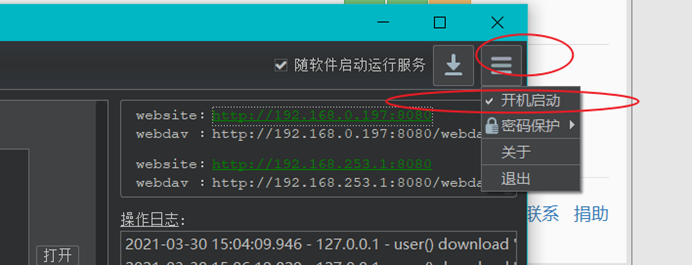 随软件启动运行服务
开机启动
密码保护
关于
退出
website: http://192.168.0.197:8080
webdav : http://192.168.0.197:8080/webda
website: http://192.168.253.1:8080
webdav : http://192.168.253.1:8080/webda
联系 捐助
操作日志:
打开
2021-03-30 15:04:09.946 - 127.0.0.1 - user() download '